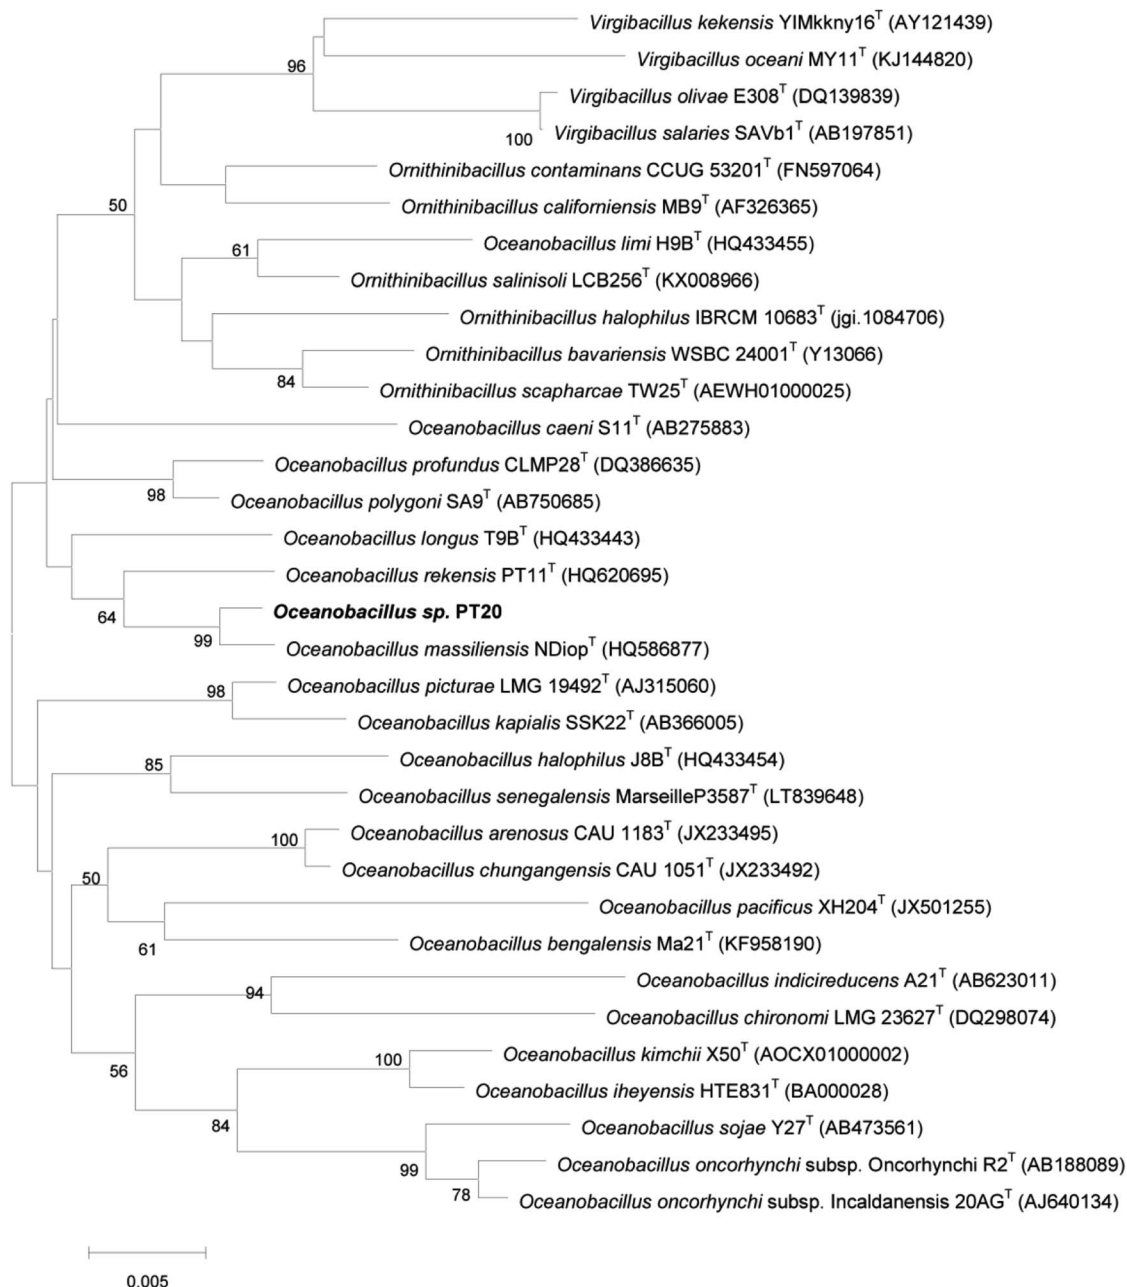 Virgibacillus kekensis YIMkkny16ᵀ (AY121439)
96
Virgibacillus oceani MY11ᵀ (KJ144820)
Virgibacillus olivae E308ᵀ (DQ139839)
100
Virgibacillus salaries SAVb1ᵀ (AB197851)
Ornithinibacillus contaminans CCUG 53201ᵀ (FN597064)
50
Ornithinibacillus californiensis MB9ᵀ (AF326365)
61
Oceanobacillus limi H9Bᵀ (HQ433455)
Ornithinibacillus salinisoli LCB256ᵀ (KX008966)
Ornithinibacillus halophilus IBRCM 10683ᵀ (jgi.1084706)
Ornithinibacillus bavariensis WSBC 24001ᵀ (Y13066)
84
Ornithinibacillus scapharcae TW25ᵀ (AEWH01000025)
Oceanobacillus caeni S11ᵀ (AB275883)
Oceanobacillus profundus CLMP28ᵀ (DQ386635)
98
Oceanobacillus polygoni SA9ᵀ (AB750685)
Oceanobacillus longus T9Bᵀ (HQ433443)
Oceanobacillus rekensis PT11ᵀ (HQ620695)
64
Oceanobacillus sp. PT20
99
Oceanobacillus massiliensis NDiopᵀ (HQ586877)
98
Oceanobacillus picturae LMG 19492ᵀ (AJ315060)
Oceanobacillus kapialis SSK22ᵀ (AB366005)
85
Oceanobacillus halophilus J8Bᵀ (HQ433454)
Oceanobacillus senegalensis MarseilleP3587ᵀ (LT839648)
100
Oceanobacillus arenosus CAU 1183ᵀ (JX233495)
Oceanobacillus chungangensis CAU 1051ᵀ (JX233492)
50
Oceanobacillus pacificus XH204ᵀ (JX501255)
61
Oceanobacillus bengalensis Ma21ᵀ (KF958190)
94
Oceanobacillus indicireducens A21ᵀ (AB623011)
Oceanobacillus chironomi LMG 23627ᵀ (DQ298074)
56
100
Oceanobacillus kimchii X50ᵀ (AOCX01000002)
Oceanobacillus iheyensis HTE831ᵀ (BA000028)
84
Oceanobacillus sojae Y27ᵀ (AB473561)
99
Oceanobacillus oncorhynchi subsp. Oncorhynchi R2ᵀ (AB188089)
78
Oceanobacillus oncorhynchi subsp. Incaldanensis 20AGᵀ (AJ640134)
0.005